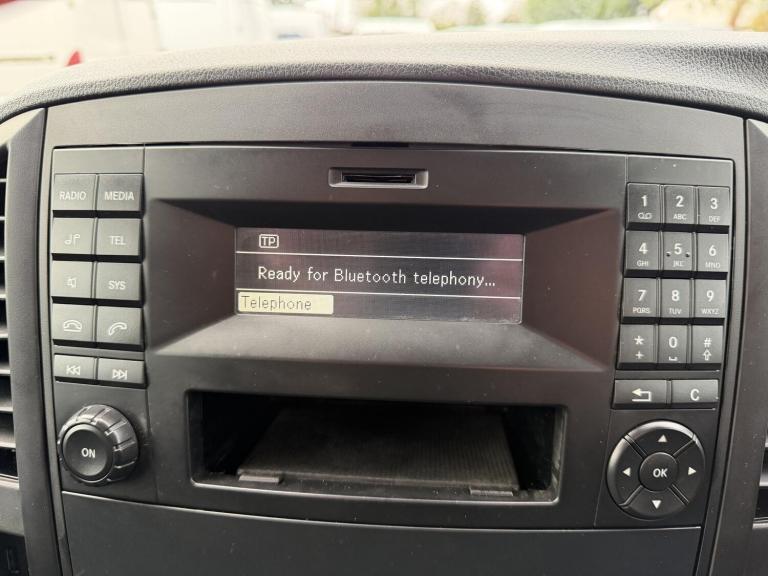 RADIO MEDIA
TEL
SYS
ON
TP
Ready for Bluetooth telephony...
Telephone
1 2 3
ABC DEF
4 5 6
GHI JKL MNO
7 8 9
PQRS TUV WXYZ
* 0 #
+
C
OK